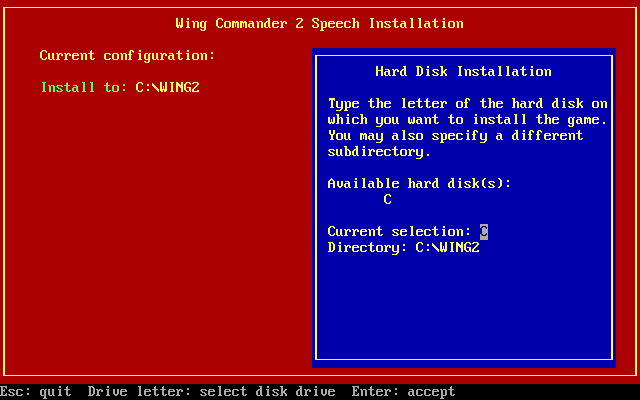 Wing Commander 2 Speech Installation
Current configuration:
Install to: C:\WING2
Hard Disk Installation
Type the letter of the hard disk on
which you want to install the game.
You may also specify a different
subdirectory.
Available hard disk(s):
C
Current selection: C
Directory: C:\WING2
Esc: quit  Drive letter: select disk drive  Enter: accept